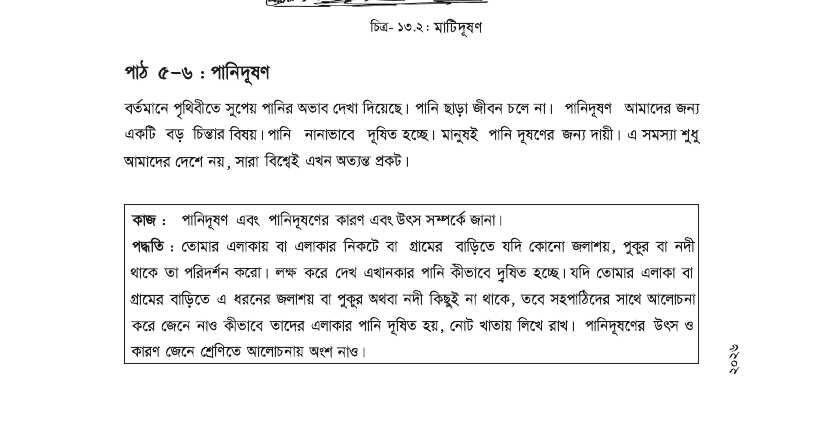 চিত্র- ১৩.২ : মাটিদূষণ
পাঠ ৫–৬ : পানিদূষণ
বর্তমানে পৃথিবীতে সুপেয় পানির অভাব দেখা দিয়েছে। পানি ছাড়া জীবন চলে না। পানিদূষণ আমাদের জন্য
একটি বড় চিন্তার বিষয়। পানি নানাভাবে দূষিত হচ্ছে। মানুষই পানি দূষণের জন্য দায়ী। এ সমস্যা শুধু
আমাদের দেশে নয়, সারা বিশ্বেই এখন অত্যন্ত প্রকট।
কাজ : পানিদূষণ এবং পানিদূষণের কারণ এবং উৎস সম্পর্কে জানা।
পদ্ধতি : তোমার এলাকায় বা এলাকার নিকটে বা গ্রামের বাড়িতে যদি কোনো জলাশয়, পুকুর বা নদী
থাকে তা পরিদর্শন করো। লক্ষ করে দেখ এখানকার পানি কীভাবে দুষিত হচ্ছে। যদি তোমার এলাকা বা
গ্রামের বাড়িতে এ ধরনের জলাশয় বা পুকুর অথবা নদী কিছুই না থাকে, তবে সহপাঠিদের সাথে আলোচনা
করে জেনে নাও কীভাবে তাদের এলাকার পানি দূষিত হয়, নোট খাতায় লিখে রাখ। পানিদূষণের উৎস ও
কারণ জেনে শ্রেণিতে আলোচনায় অংশ নাও।
২০২৬